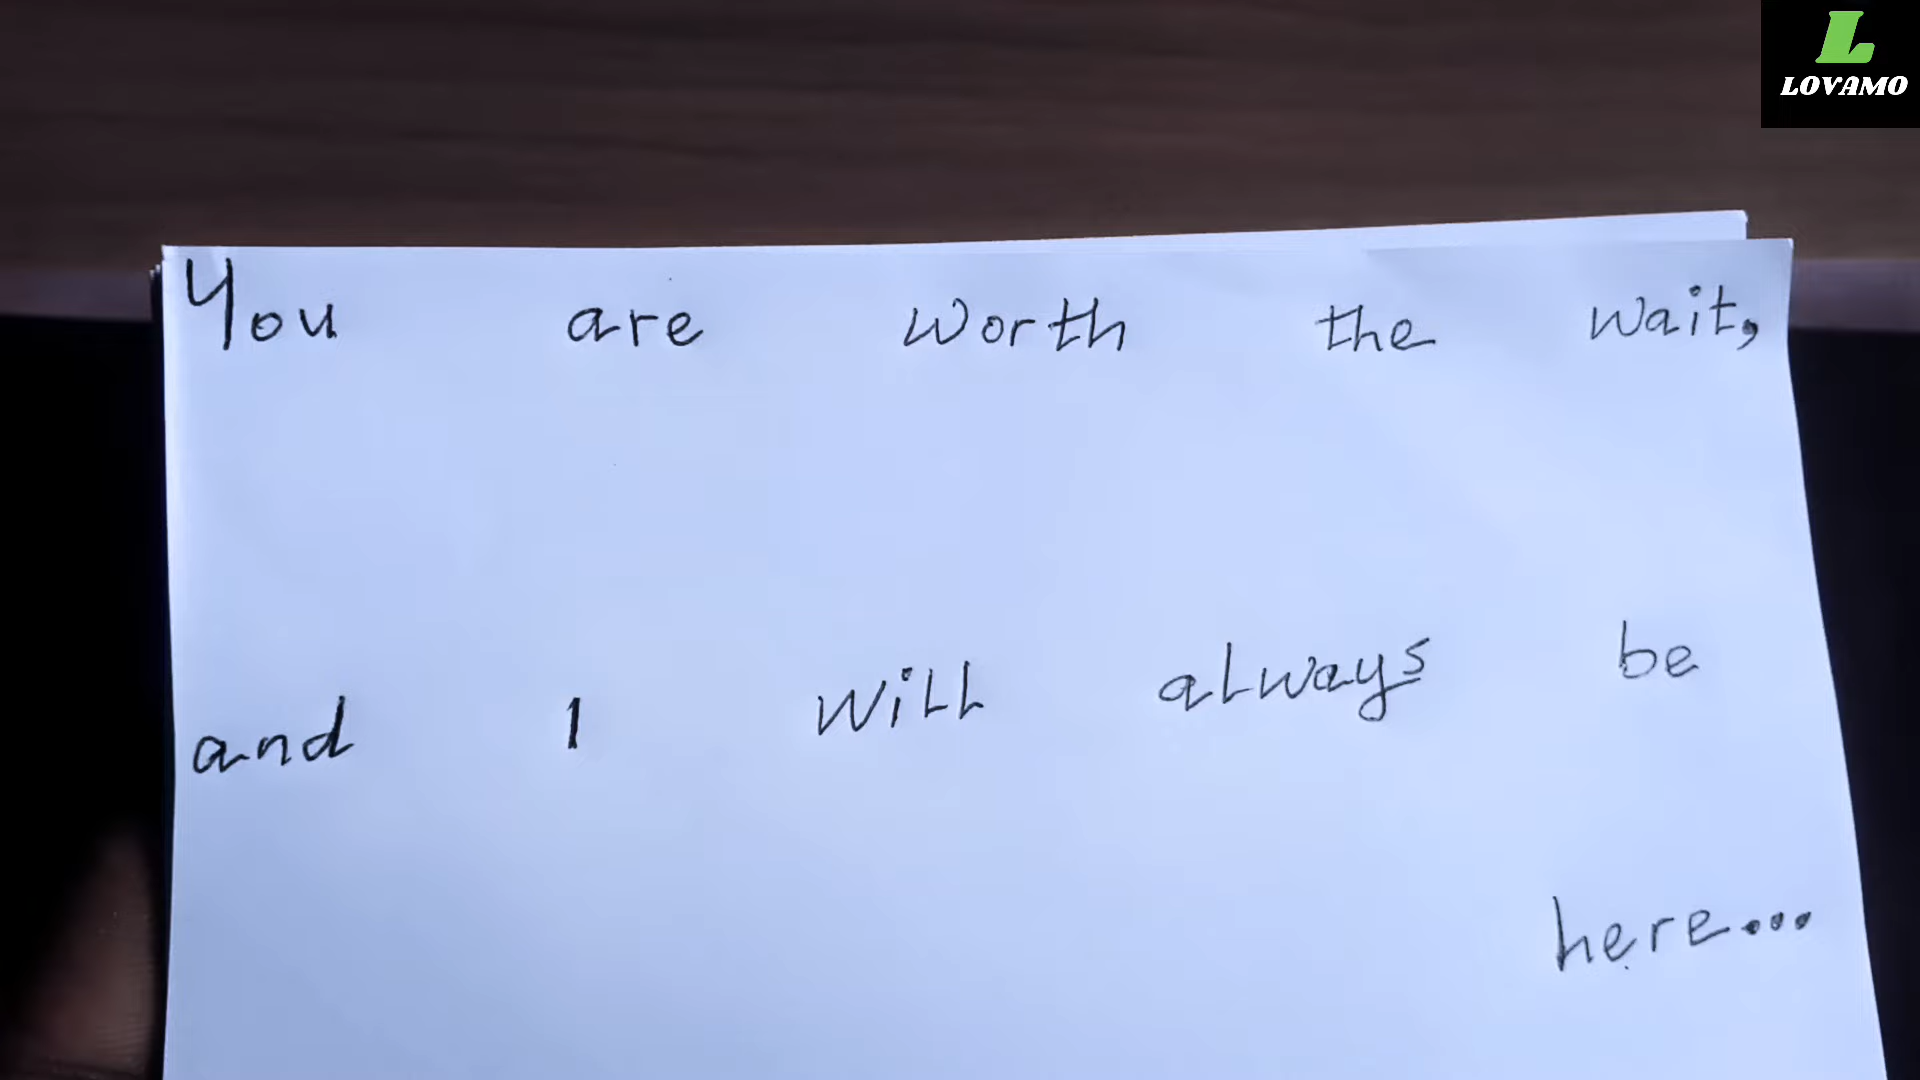 L
LOVAMO
You are worth the wait,
and I will always be
here...